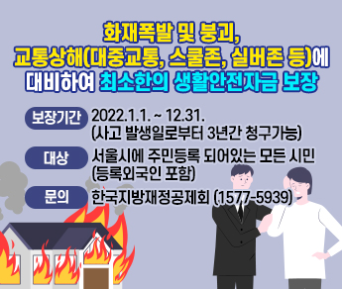 화재폭발 및 붕괴,
교통상해(대중교통, 스쿨존, 실버존 등)에
대비하여 최소한의 생활안전자금 보장
보장기간 2022.1.1. ~ 12.31.
(사고 발생일로부터 3년간 청구가능)
대상 서울시에 주민등록 되어있는 모든 시민
(등록외국인 포함)
문의 한국지방재정공제회 (1577-5939)